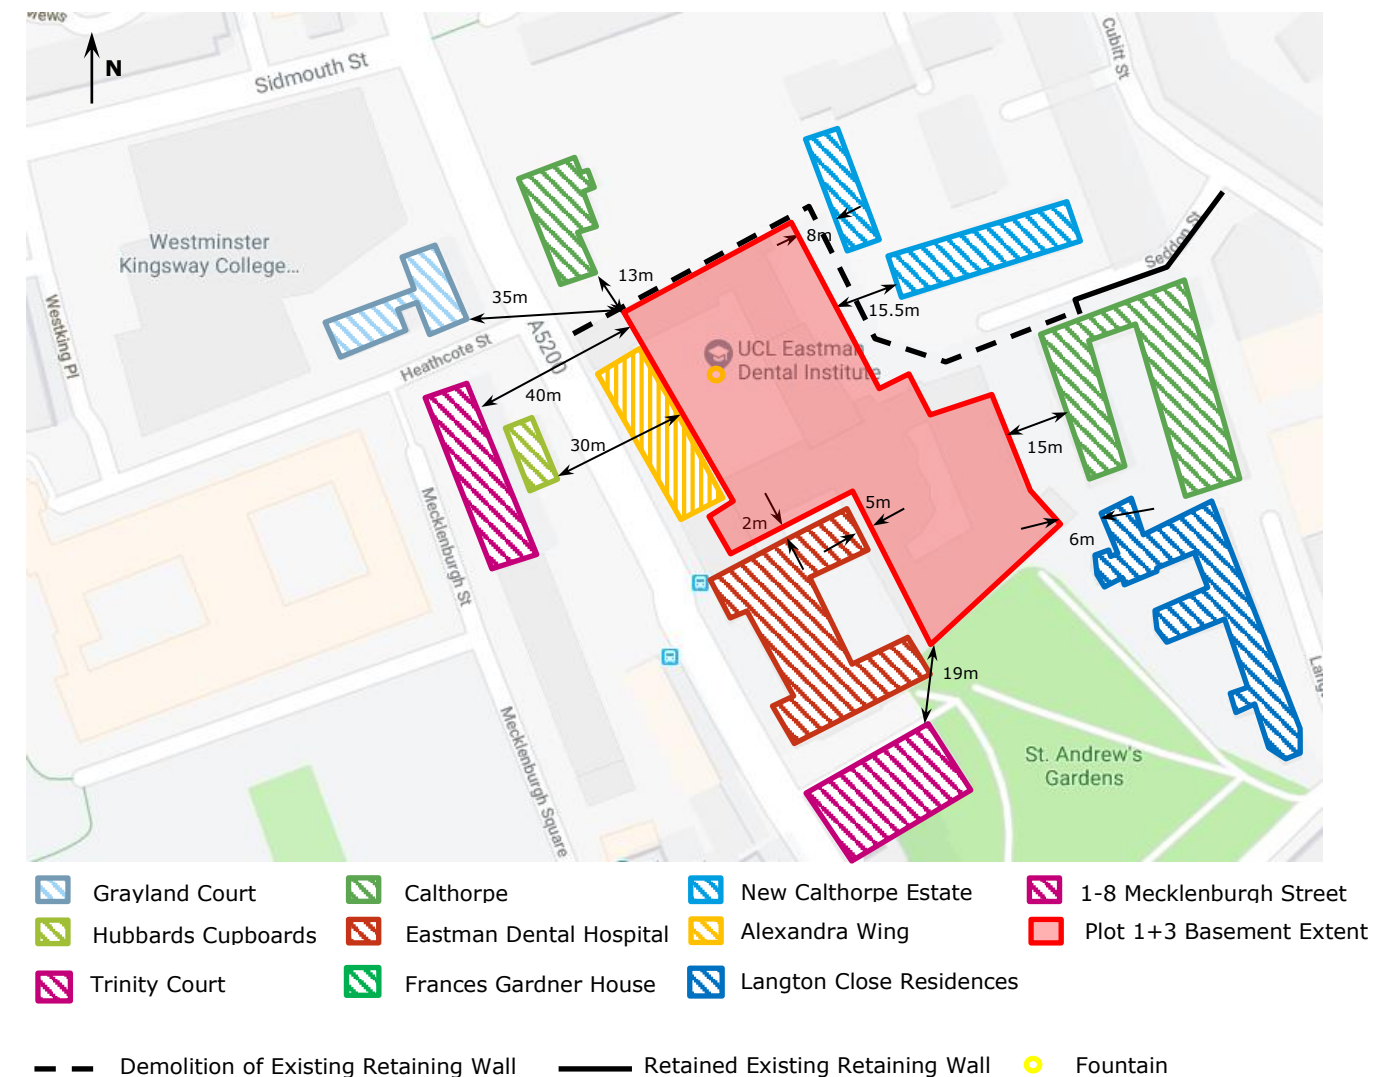 Mews
N
Sidmouth St
Cubitt St
Westminster
Kingsway College...
8m
Seddon St
13m
35m
15.5m
Westking Pl
A5200
Heathcote St
UCL Eastman
Dental Institute
40m
30m
15m
Mecklenburgh St
2m
5m
6m
19m
Mecklenburgh Square
St. Andrew's
Gardens
Lang
Grayland Court
Calthorpe
New Calthorpe Estate
1-8 Mecklenburgh Street
Hubbards Cupboards
Eastman Dental Hospital
Alexandra Wing
Plot 1+3 Basement Extent
Trinity Court
Frances Gardner House
Langton Close Residences
Demolition of Existing Retaining Wall
Retained Existing Retaining Wall
Fountain